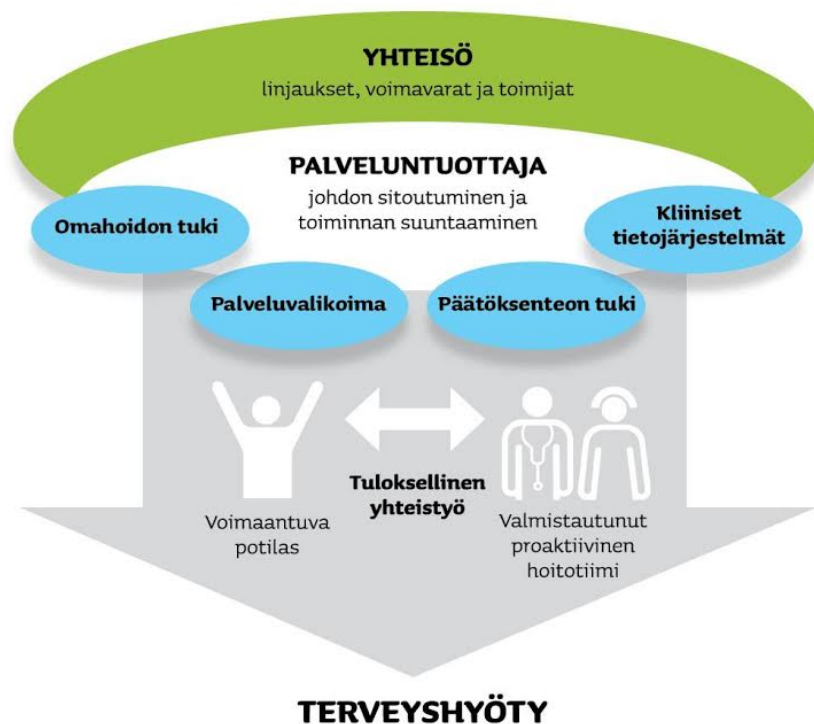 YHTEISÖ
linjaukset, voimavarat ja toimijat
PALVELUNTUOTTAJA
johdon sitoutuminen ja
toiminnan suuntaaminen
Omahoidon tuki
Kliiniset
tietojärjestelmät
Palveluvalikoima
Päätöksenteon tuki
Tuloksellinen
yhteistyö
Voimaantuva
potilas
Valmistautunut
proaktiivinen
hoitotiimi
TERVEYSHYÖTY